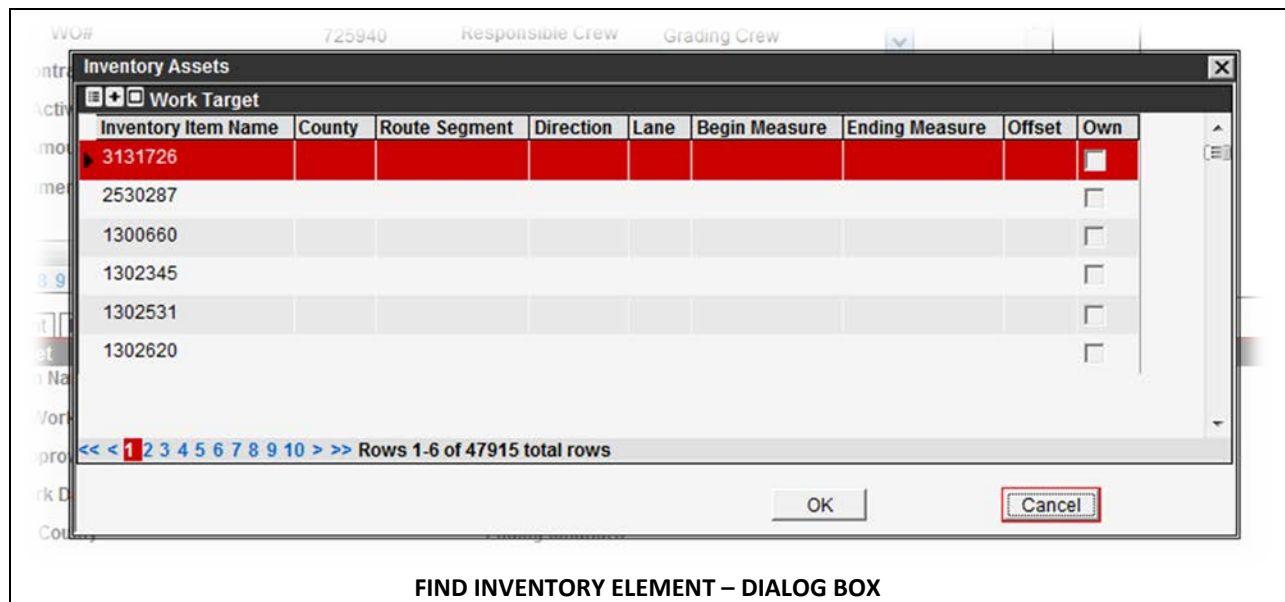 WO# 725940 Responsible Crew Grading Crew
Inventory Assets
Work Target
Inventory Item Name County Route Segment Direction Lane Begin Measure Ending Measure Offset Own
3131726
2530287
1300660
1302345
1302531
1302620
<< < 1 2 3 4 5 6 7 8 9 10 > >> Rows 1-6 of 47915 total rows
OK Cancel
FIND INVENTORY ELEMENT – DIALOG BOX